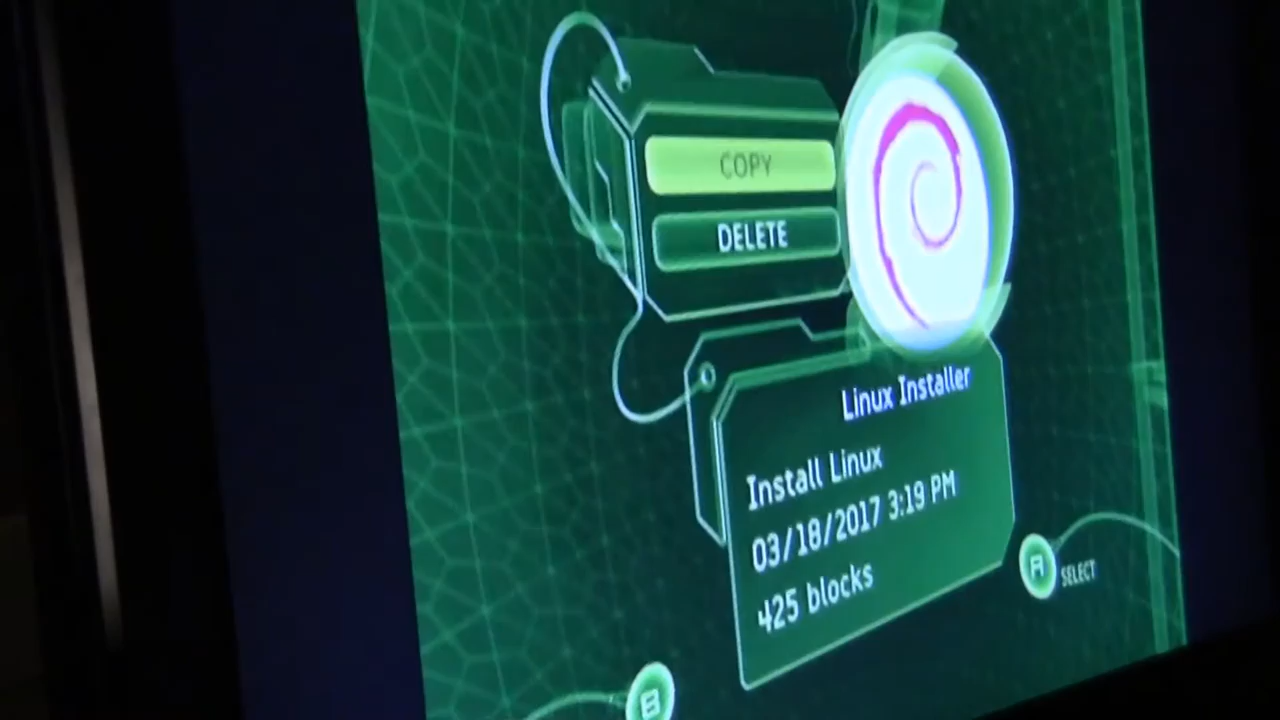 COPY
DELETE
Linux Installer
Install Linux
03/18/2017 3:19 PM
425 blocks
A SELECT
B